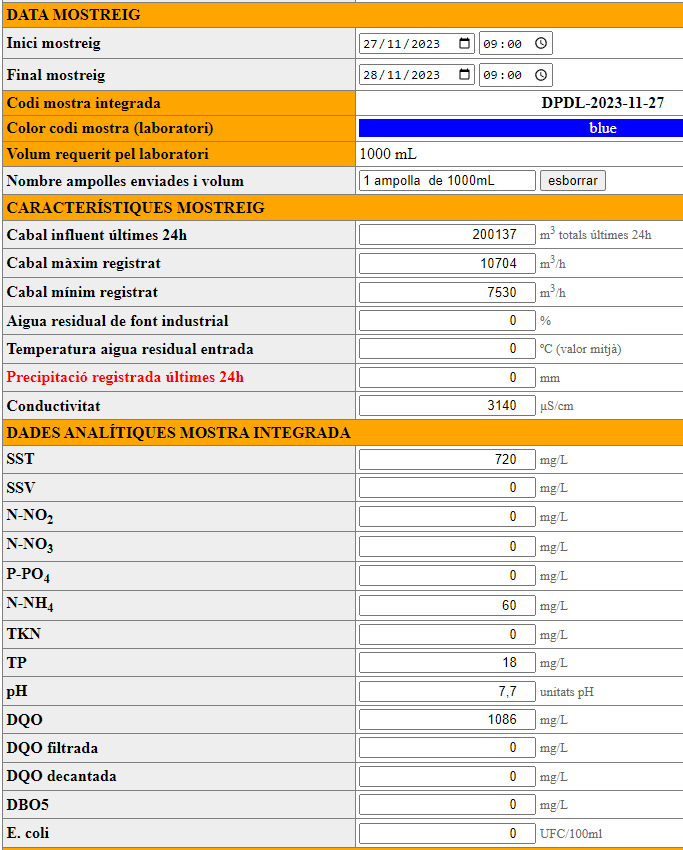 DATA MOSTREIG
Inici mostreig 27/11/2023 09:00
Final mostreig 28/11/2023 09:00
Codi mostra integrada DPDL-2023-11-27
Color codi mostra (laboratori) blue
Volum requerit pel laboratori 1000 mL
Nombre ampolles enviades i volum 1 ampolla de 1000mL esborrar
CARACTERÍSTIQUES MOSTREIG
Cabal influent últimes 24h 200137 m³ totals últimes 24h
Cabal màxim registrat 10704 m³/h
Cabal mínim registrat 7530 m³/h
Aigua residual de font industrial 0 %
Temperatura aigua residual entrada 0 ºC (valor mitjà)
Precipitació registrada últimes 24h 0 mm
Conductivitat 3140 µS/cm
DADES ANALÍTIQUES MOSTRA INTEGRADA
SST 720 mg/L
SSV 0 mg/L
N-NO₂ 0 mg/L
N-NO₃ 0 mg/L
P-PO₄ 0 mg/L
N-NH₄ 60 mg/L
TKN 0 mg/L
TP 18 mg/L
pH 7,7 unitats pH
DQO 1086 mg/L
DQO filtrada 0 mg/L
DQO decantada 0 mg/L
DBO5 0 mg/L
E. coli 0 UFC/100ml